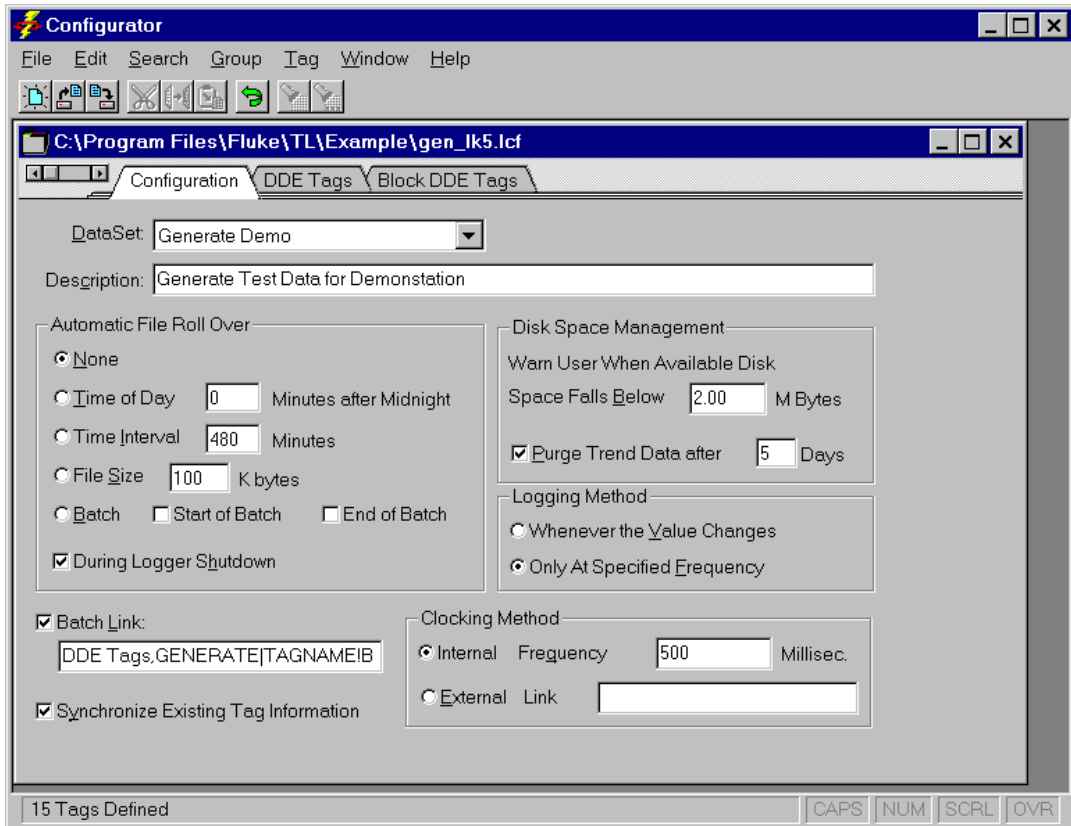 Configurator
File Edit Search Group Tag Window Help
C:\Program Files\Fluke\TL\Example\gen_lk5.lcf
Configuration DDE Tags Block DDE Tags
DataSet: Generate Demo
Description: Generate Test Data for Demonstation
Automatic File Roll Over
None
Time of Day 0 Minutes after Midnight
Time Interval 480 Minutes
File Size 100 K bytes
Batch Start of Batch End of Batch
During Logger Shutdown
Disk Space Management
Warn User When Available Disk
Space Falls Below 2.00 M Bytes
Purge Trend Data after 5 Days
Logging Method
Whenever the Value Changes
Only At Specified Frequency
Batch Link:
DDE Tags,GENERATE|TAGNAME!B
Synchronize Existing Tag Information
Clocking Method
Internal Frequency 500 Millisec.
External Link
15 Tags Defined CAPS NUM SCRL OVR